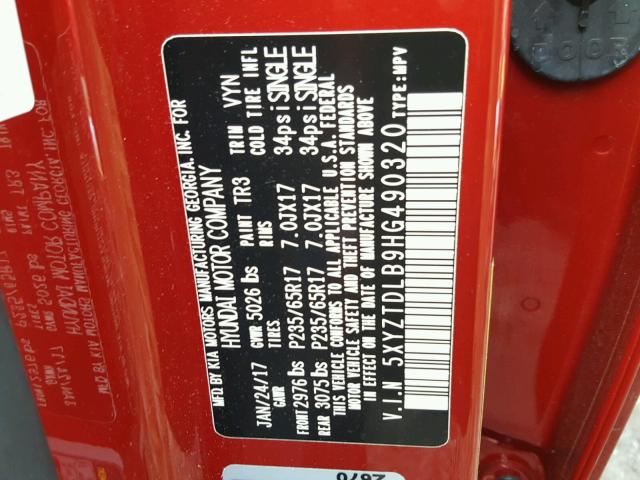 MFD BY KIA MOTORS MANUFACTURING GEORGIA, INC. FOR
HYUNDAI MOTOR COMPANY
JAN/24/17 GVWR 5026 lbs PAINT TR3 TRIM VYN
GAWR TIRES RIMS COLD TIRE INFL
FRONT 2976 lbs P235/65R17 7.0JX17 34psi SINGLE
REAR 3075 lbs P235/65R17 7.0JX17 34psi SINGLE
THIS VEHICLE CONFORMS TO ALL APPLICABLE U.S.A. FEDERAL
MOTOR VEHICLE SAFETY, THEFT PREVENTION STANDARDS
IN EFFECT ON THE DATE OF MANUFACTURE SHOWN ABOVE
V.I.N 5XYZTDLB9HG490320 TYPE:MPV